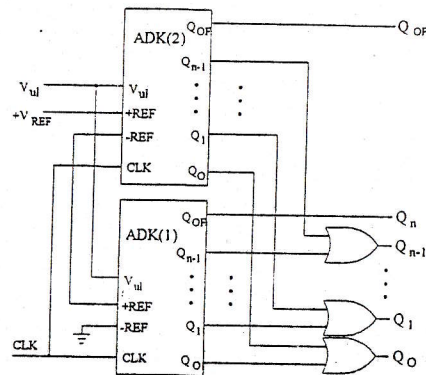 Q_OF Q_OF
ADK(2)
Q_n-1
V_ul V_ul
+V_REF +REF
-REF Q_1
CLK Q_O
Q_OF Q_n
ADK(1)
Q_n-1 Q_n-1
V_ul
+REF
-REF Q_1 Q_1
CLK CLK Q_O Q_O